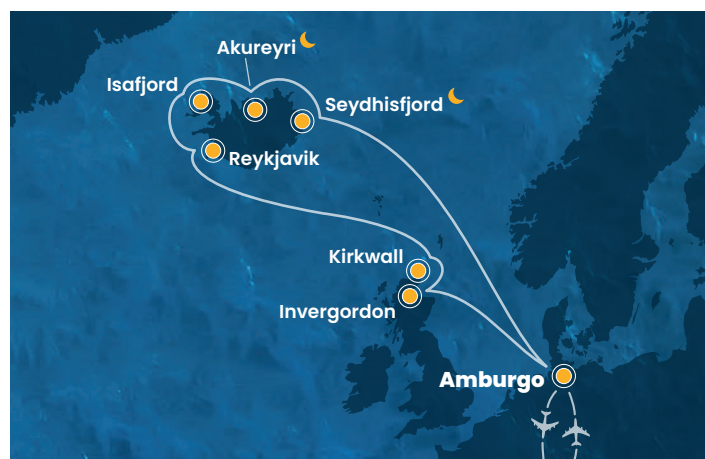 Akureyri
Isafjord
Seydhisfjord
Reykjavik
Kirkwall
Invergordon
Amburgo